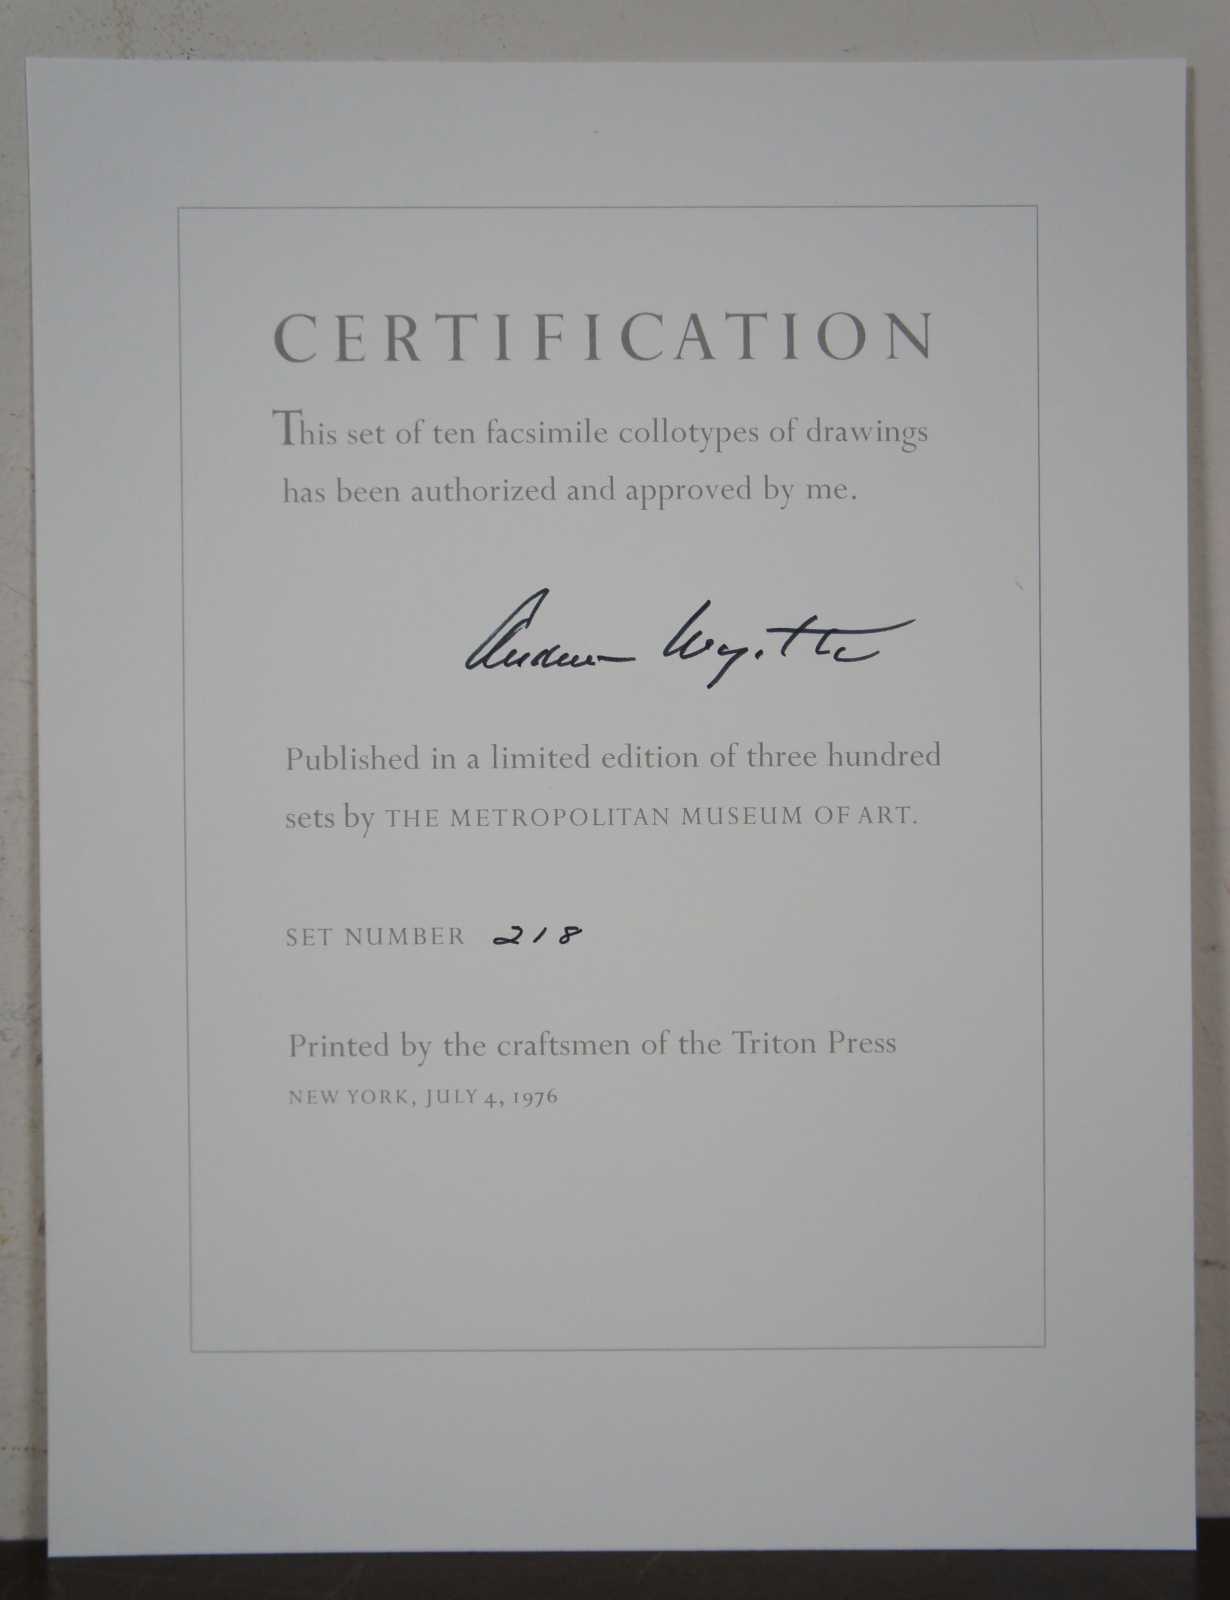 CERTIFICATION
This set of ten facsimile collotypes of drawings
has been authorized and approved by me.
Andrew Wyeth
Published in a limited edition of three hundred
sets by THE METROPOLITAN MUSEUM OF ART.
SET NUMBER 218
Printed by the craftsmen of the Triton Press
NEW YORK, JULY 4, 1976